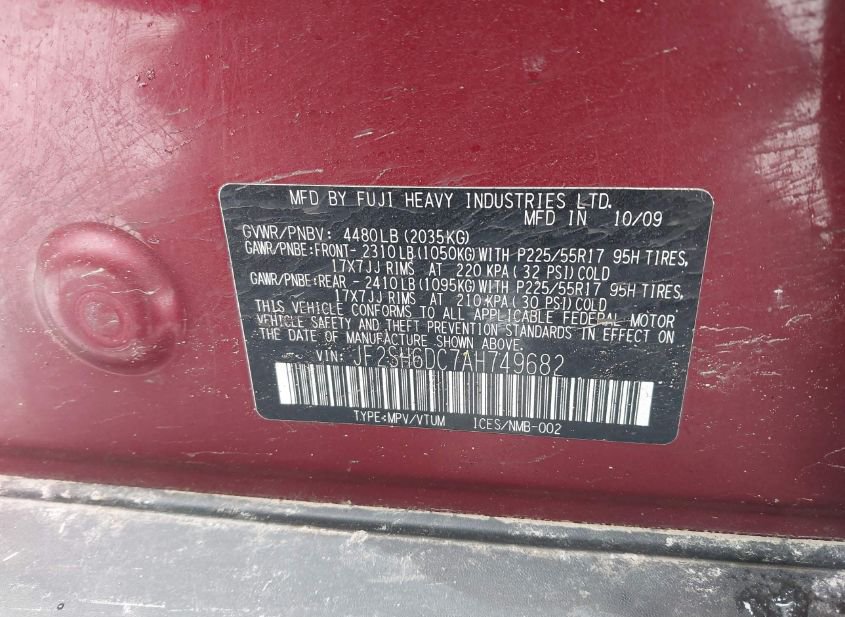 MFD BY FUJI HEAVY INDUSTRIES LTD.
MFD IN 10/09
GVWR/PNBV: 4480LB(2035KG)
GAWR/PNBE:FRONT- 2310LB(1050KG)WITH P225/55R17 95H TIRES,
17X7JJ RIMS AT 220KPA(32 PSI)COLD
GAWR/PNBE:REAR - 2410LB(1095KG)WITH P225/55R17 95H TIRES,
17X7JJ RIMS AT 210KPA(30 PSI)COLD
THIS VEHICLE CONFORMS TO ALL APPLICABLE FEDERAL MOTOR
VEHICLE SAFETY AND THEFT PREVENTION STANDARDS IN EFFECT ON
THE DATE OF MANUFACTURE SHOWN ABOVE.
VIN: JF2SH6DC7AH749682
TYPE:MPV/VTUM ICES/NMB-002